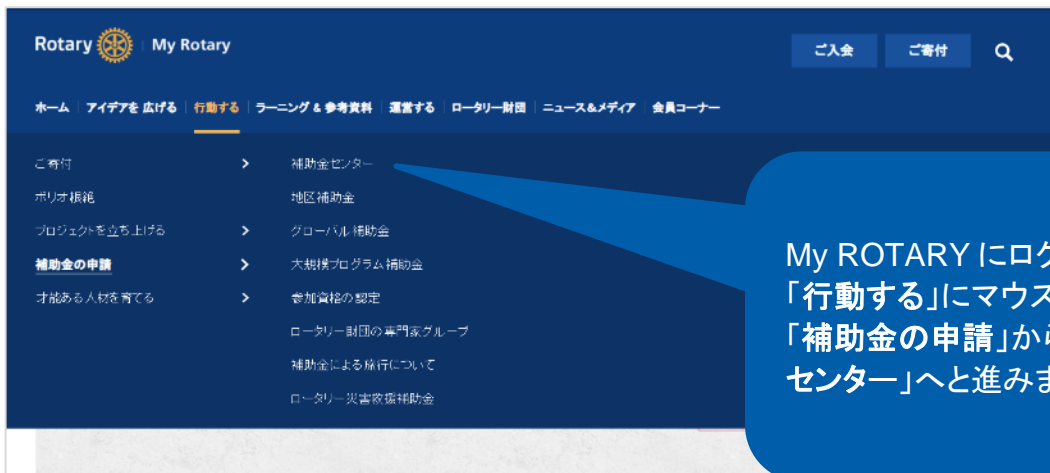 Rotary My Rotary
ご入会 ご寄付
ホーム アイデアを広げる 行動する ラーニング & 参考資料 運営する ロータリー財団 ニュース&メディア 会員コーナー
ご寄付
ポリオ根絶
プロジェクトを立ち上げる
補助金の申請
才能ある人材を育てる
補助金センター
地区補助金
グローバル補助金
大規模プログラム補助金
参加資格の認定
ロータリー財団の専門家グループ
補助金による旅行について
ロータリー災害救援補助金
My ROTARY にログ
「行動する」にマウス
「補助金の申請」から
センター」へと進みま